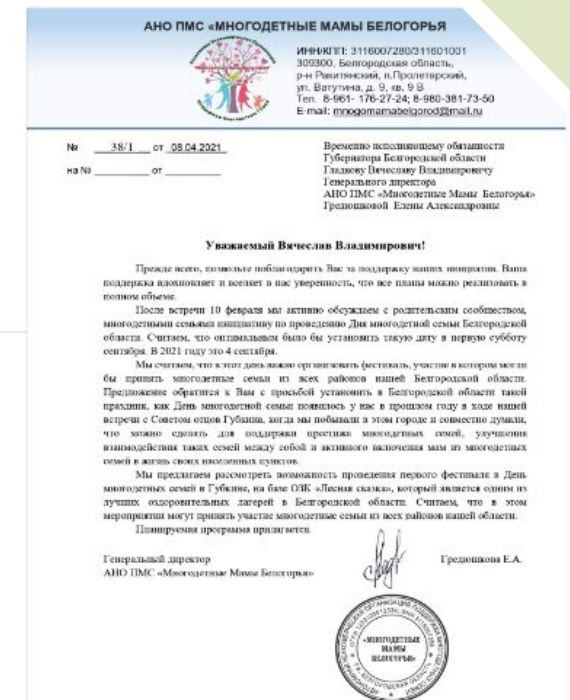 АНО ПМС «МНОГОДЕТНЫЕ МАМЫ БЕЛОГОРЬЯ
ИНН/КПП: 3116007280/311601001
309300, Белгородская область,
р-н Ракитянский, п.Пролетарский,
ул. Ватутина, д. 9, кв. 9 В
Тел. 8-961- 176-27-24; 8-980-381-73-50
E-mail: mnogomamabelgorod@mail.ru
№ 38/1 от 08.04.2021
на № от
Временно исполняющему обязанности
Губернатора Белгородской области
Гладкову Вячеславу Владимировичу
Генерального директора
АНО ПМС «Многодетные Мамы Белогорья»
Гредюшковой Елены Александровны
Уважаемый Вячеслав Владимирович!
Прежде всего, позвольте поблагодарить Вас за поддержку наших инициатив. Ваша
поддержка вдохновляет и вселяет в нас уверенность, что все планы можно реализовать в
полном объеме.
После встречи 10 февраля мы активно обсуждаем с родительским сообществом,
многодетными семьями инициативу по проведению Дня многодетной семьи Белгородской
области. Считаем, что оптимальным было бы установить такую дату в первую субботу
сентября. В 2021 году это 4 сентября.
Мы считаем, что в этот день важно организовать фестиваль, участие в котором могли
бы принять многодетные семьи из всех районов нашей Белгородской области.
Предложение обратится к Вам с просьбой установить в Белгородской области такой
праздник, как День многодетной семьи появилось у нас в прошлом году в ходе нашей
встречи с Советом отцов Губкина, когда мы побывали в этом городе и совместно думали,
что можно сделать для поддержки престижа многодетных семей, улучшения
взаимодействия таких семей между собой и активного включения мам из многодетных
семей в жизнь своих населенных пунктов.
Мы предлагаем рассмотреть возможность проведения первого фестиваля в День
многодетных семей в Губкине, на базе ОЗК «Лесная сказка», который является одним из
лучших оздоровительных лагерей в Белгородской области. Считаем, что в этом
мероприятии могут принять участие многодетные семьи из всех районов нашей области.
Планируемая программа прилагается.
Генеральный директор
АНО ПМС «Многодетные Мамы Белогорья»
Гредюшкова Е.А.
«МНОГОДЕТНЫЕ
МАМЫ
БЕЛОГОРЬЯ»